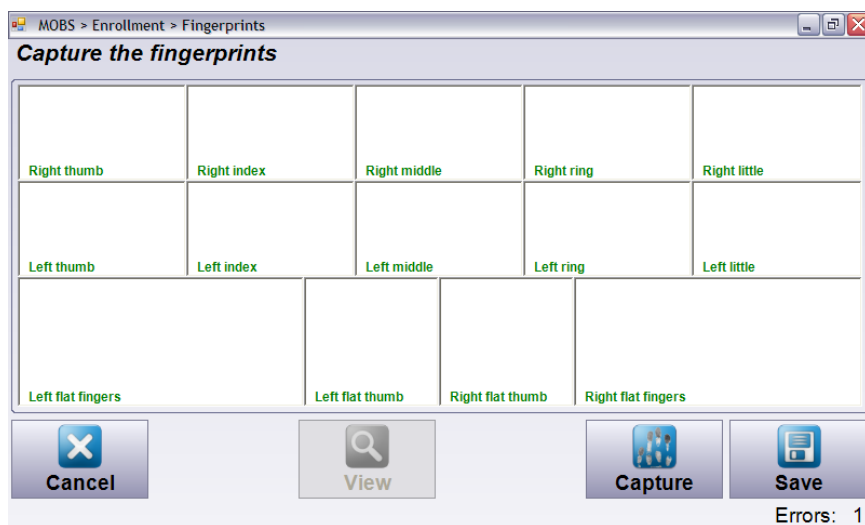 MOBS > Enrollment > Fingerprints
Capture the fingerprints
Right thumb Right index Right middle Right ring Right little
Left thumb Left index Left middle Left ring Left little
Left flat fingers Left flat thumb Right flat thumb Right flat fingers
Cancel View Capture Save
Errors: 1